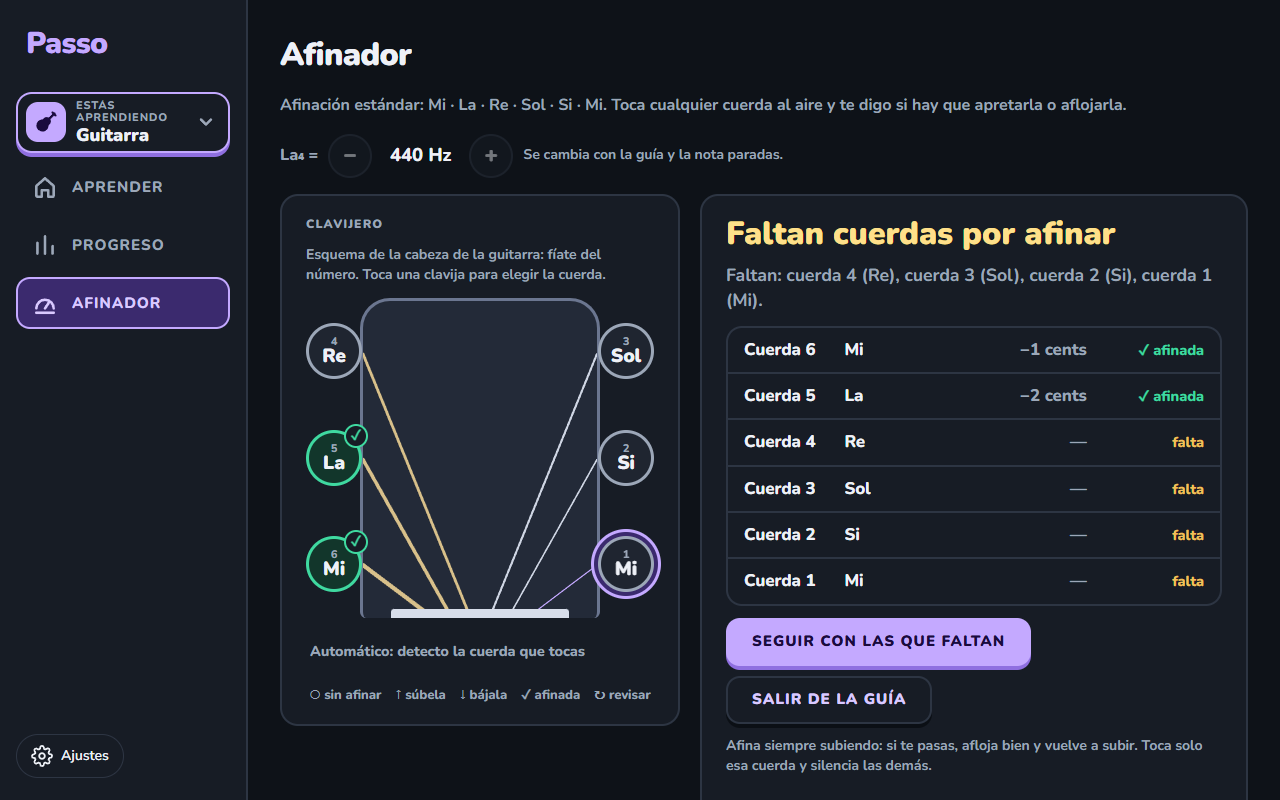 Passo
ESTÁS
APRENDIENDO
Guitarra
APRENDER
PROGRESO
AFINADOR
Ajustes
Afinador
Afinación estándar: Mi · La · Re · Sol · Si · Mi. Toca cualquier cuerda al aire y te digo si hay que apretarla o aflojarla.
La₄ = − 440 Hz + Se cambia con la guía y la nota paradas.
CLAVIJERO
Esquema de la cabeza de la guitarra: fíate del
número. Toca una clavija para elegir la cuerda.
4
Re
3
Sol
5
La ✓
2
Si
6
Mi ✓
1
Mi
Automático: detecto la cuerda que tocas
○ sin afinar ↑ súbela ↓ bájala ✓ afinada ↻ revisar
Faltan cuerdas por afinar
Faltan: cuerda 4 (Re), cuerda 3 (Sol), cuerda 2 (Si), cuerda 1
(Mi).
Cuerda 6 Mi −1 cents ✓ afinada
Cuerda 5 La −2 cents ✓ afinada
Cuerda 4 Re — falta
Cuerda 3 Sol — falta
Cuerda 2 Si — falta
Cuerda 1 Mi — falta
SEGUIR CON LAS QUE FALTAN
SALIR DE LA GUÍA
Afina siempre subiendo: si te pasas, afloja bien y vuelve a subir. Toca solo
esa cuerda y silencia las demás.